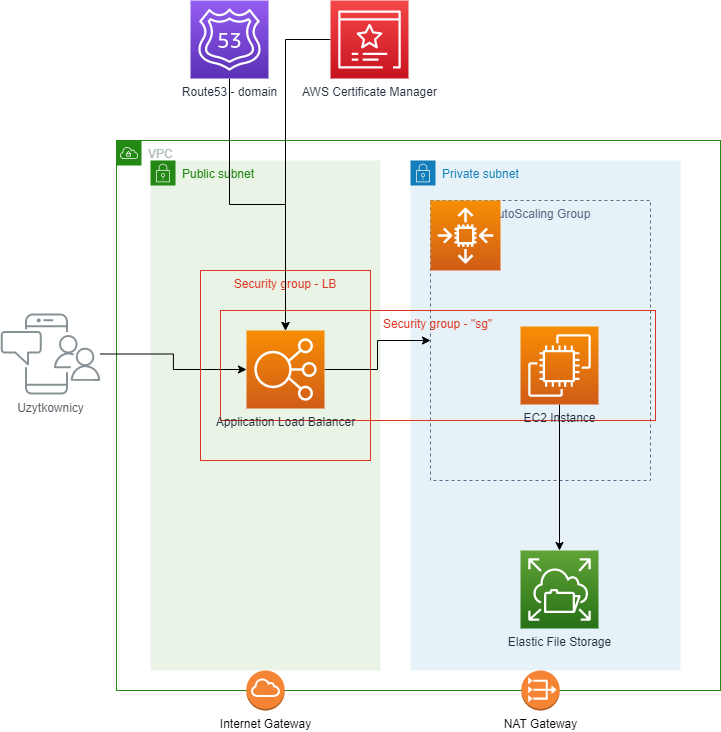 53
Route53 - domain
AWS Certificate Manager
VPC
Public subnet
Private subnet
utoScaling Group
Security group - LB
Security group - "sg"
Uzytkownicy
Application Load Balancer
EC2 Instance
Elastic File Storage
Internet Gateway
NAT Gateway